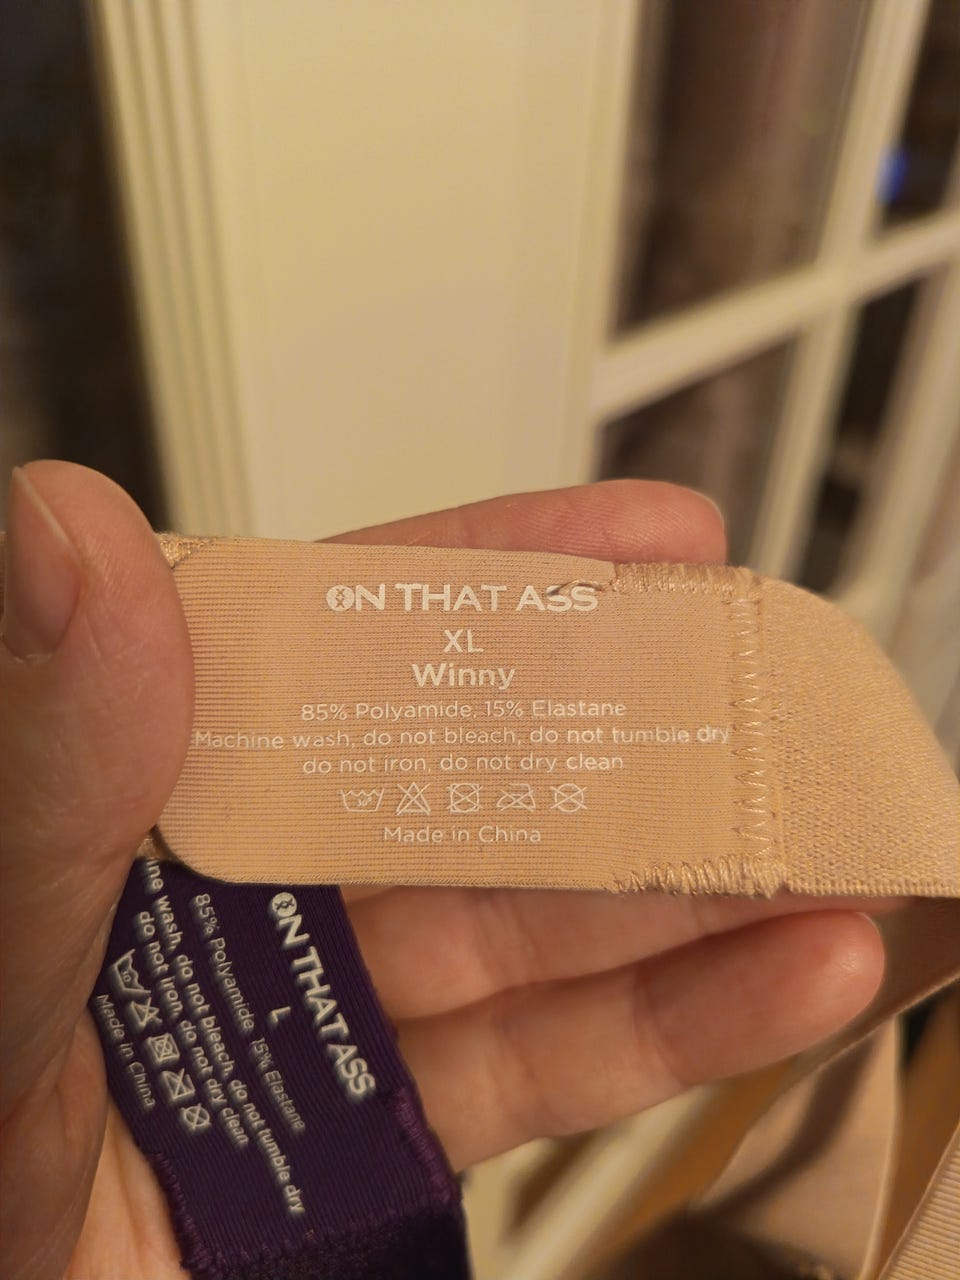 ON THAT ASS
XL
Winny
85% Polyamide, 15% Elastane
Machine wash, do not bleach, do not tumble dry
do not iron, do not dry clean
30°
Made in China
ON THAT ASS
L
85% Polyamide, 15% Elastane
ine wash, do not bleach, do not tumble dry
do not iron, do not dry clean
Made in China